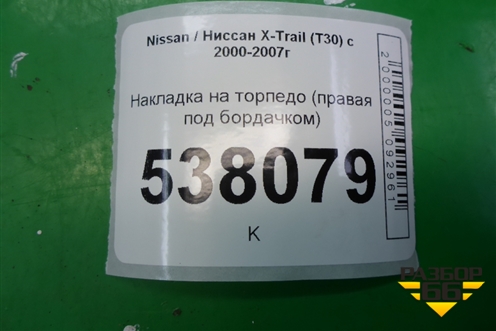 Nissan / Ниссан X-Trail (T30) с
2000-2007г
Накладка на торпедо (правая
под бордачком)
538079
K
2000005092961
РАЗБОР
66